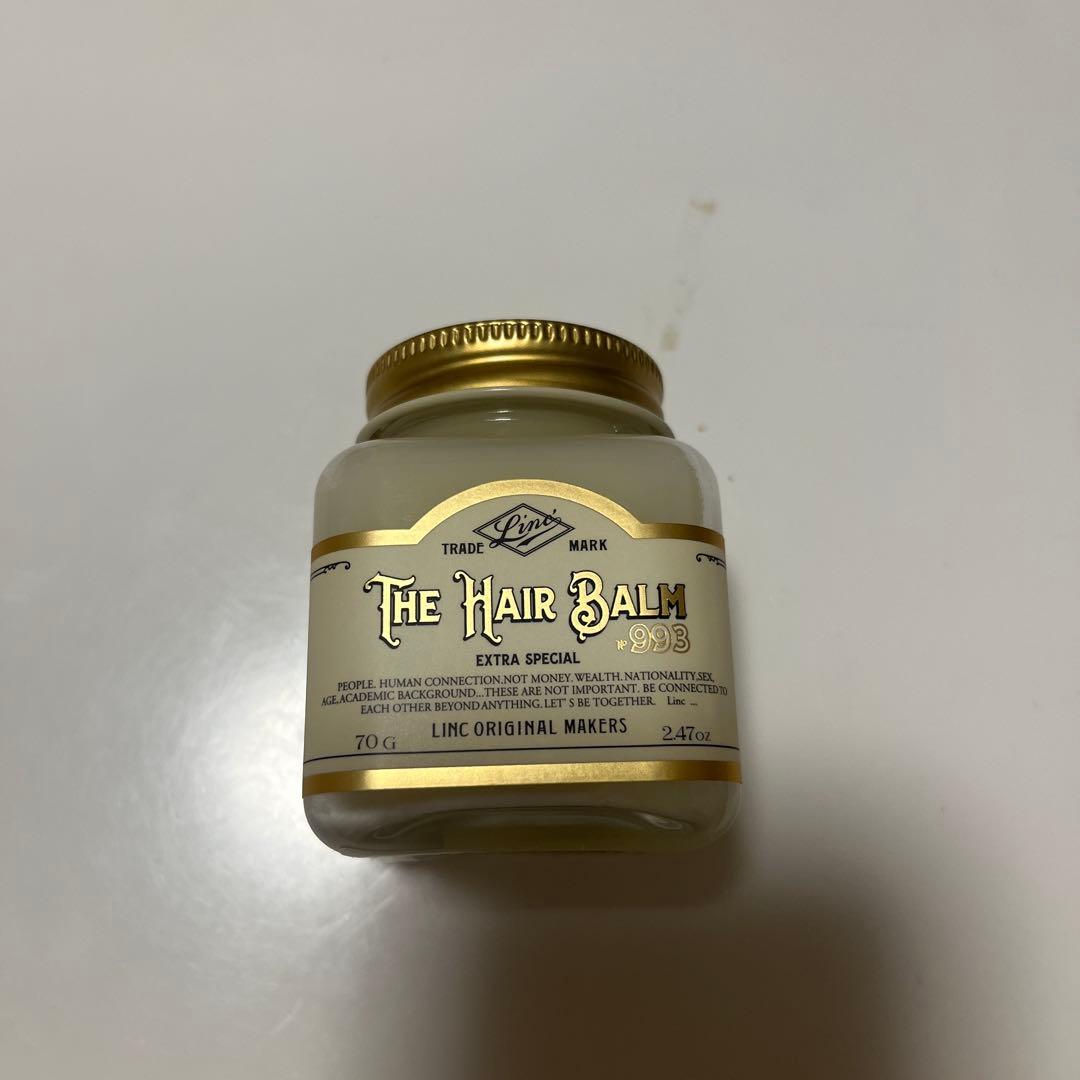 Linc
TRADE MARK
THE HAIR BALM
№ 993
EXTRA SPECIAL
PEOPLE. HUMAN CONNECTION.NOT MONEY. WEALTH. NATIONALITY,SEX,
AGE,ACADEMIC BACKGROUND...THESE ARE NOT IMPORTANT. BE CONNECTED TO
EACH OTHER BEYOND ANYTHING. LET'S BE TOGETHER. Linc ...
LINC ORIGINAL MAKERS
70 G 2.47oz